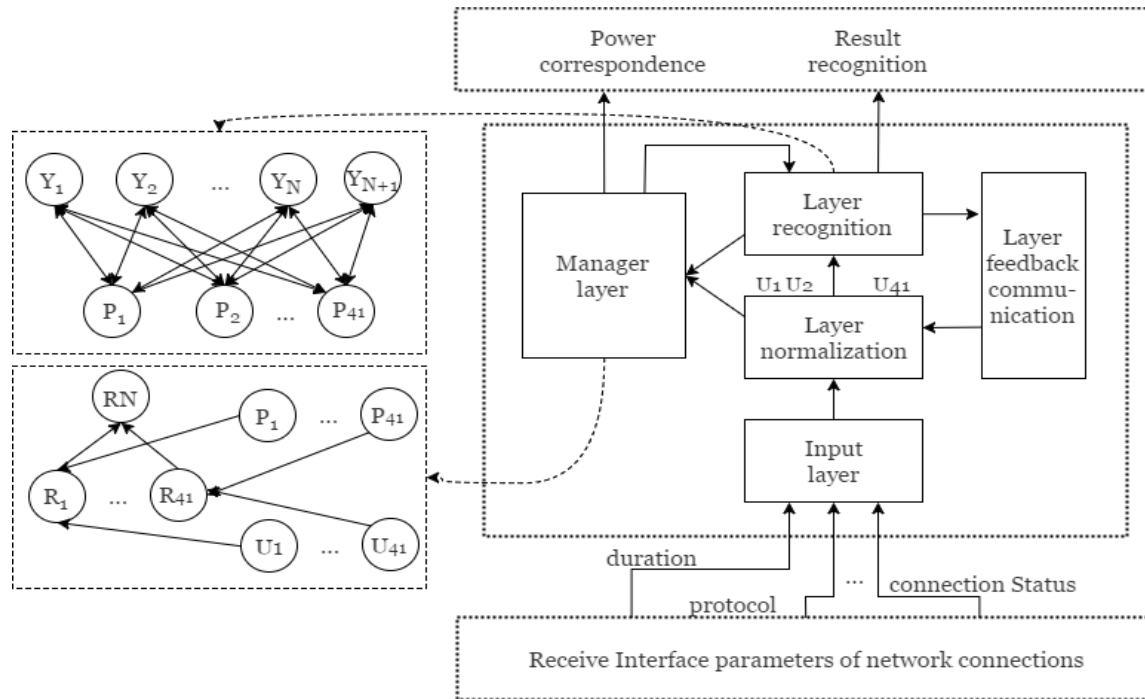 Power
correspondence
Result
recognition
Y1 Y2 ... YN YN+1
P1 P2 ... P41
RN
P1 ... P41
R1 ... R41
U1 ... U41
Manager
layer
Layer
recognition
U1 U2 U41
Layer
normalization
Layer
feedback
commu-
nication
Input
layer
duration
protocol
...
connection Status
Receive Interface parameters of network connections